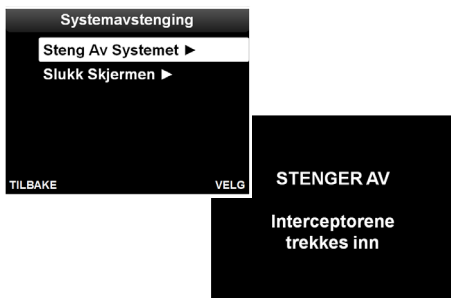 Systemavstenging
Steng Av Systemet ►
Slukk Skjermen ►
TILBAKE VELG
STENGER AV
Interceptorene
trekkes inn